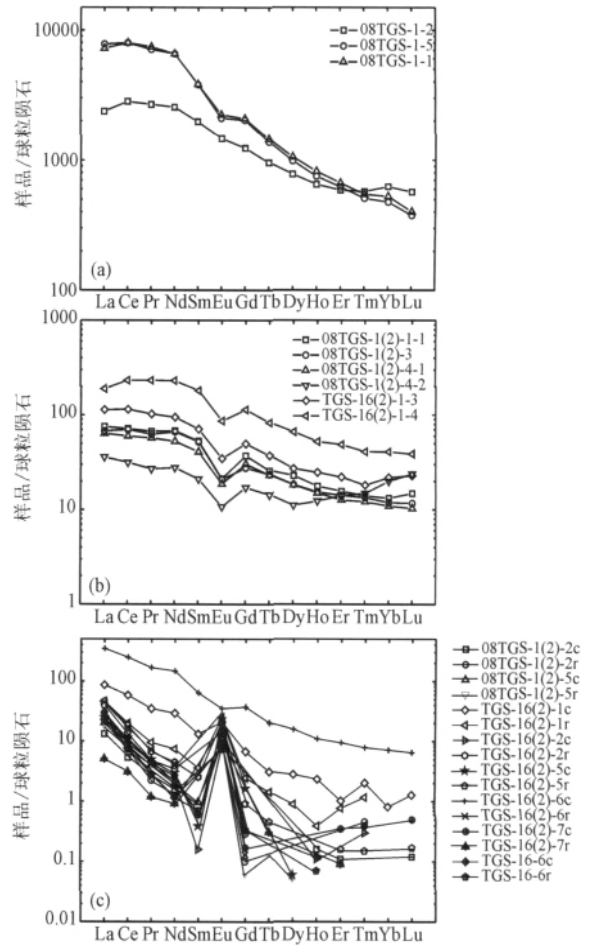 10000
1000
100
样品/球粒陨石
08TGS-1-2
08TGS-1-5
08TGS-1-1
(a)
La Ce Pr Nd Sm Eu Gd Tb Dy Ho Er Tm Yb Lu
1000
100
10
1
样品/球粒陨石
08TGS-1(2)-1-1
08TGS-1(2)-3
08TGS-1(2)-4-1
08TGS-1(2)-4-2
TGS-16(2)-1-3
TGS-16(2)-1-4
(b)
La Ce Pr Nd Sm Eu Gd Tb Dy Ho Er Tm Yb Lu
100
10
1
0.1
0.01
样品/球粒陨石
(c)
La Ce Pr Nd Sm Eu Gd Tb Dy Ho Er Tm Yb Lu
08TGS-1(2)-2c
08TGS-1(2)-2r
08TGS-1(2)-5c
08TGS-1(2)-5r
TGS-16(2)-1c
TGS-16(2)-1r
TGS-16(2)-2c
TGS-16(2)-2r
TGS-16(2)-5c
TGS-16(2)-5r
TGS-16(2)-6c
TGS-16(2)-6r
TGS-16(2)-7c
TGS-16(2)-7r
TGS-16-6c
TGS-16-6r